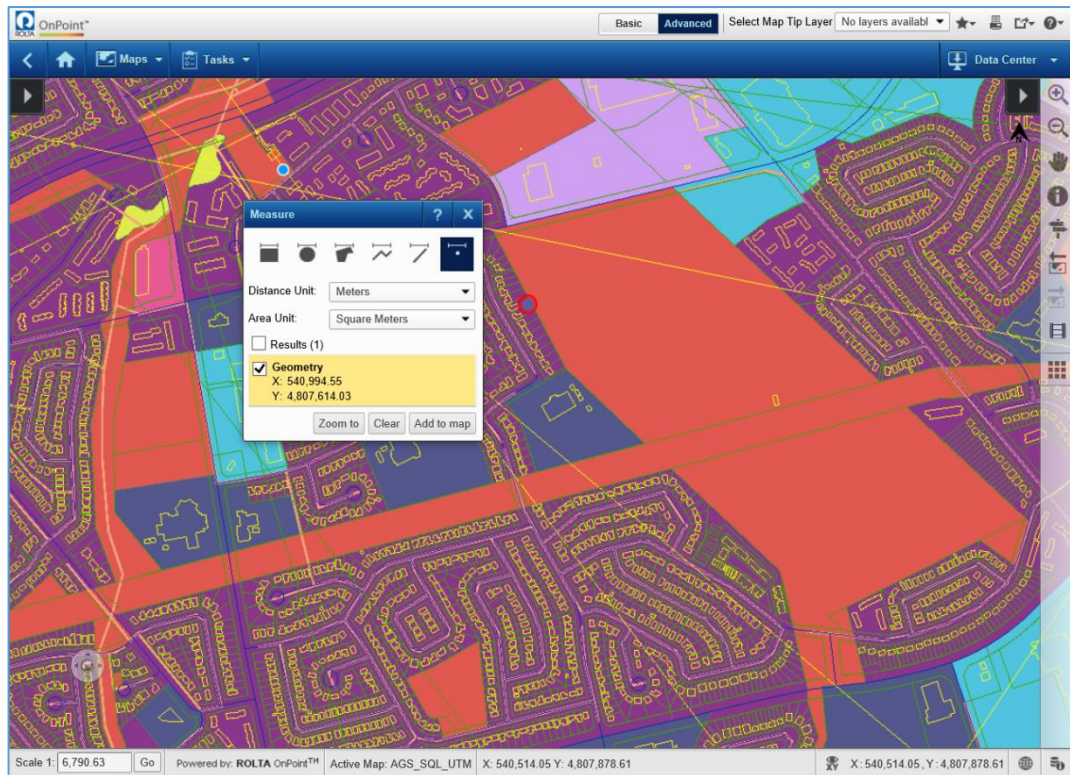 ROLTA OnPoint™
Basic Advanced Select Map Tip Layer No layers availabl
Maps Tasks Data Center
Measure ? X
Distance Unit: Meters
Area Unit: Square Meters
Results (1)
Geometry
X: 540,994.55
Y: 4,807,614.03
Zoom to Clear Add to map
Scale 1: 6,790.63 Go Powered by: ROLTA OnPoint™ Active Map: AGS_SQL_UTM X: 540,514.05 Y: 4,807,878.61 XY X: 540,514.05 , Y: 4,807,878.61